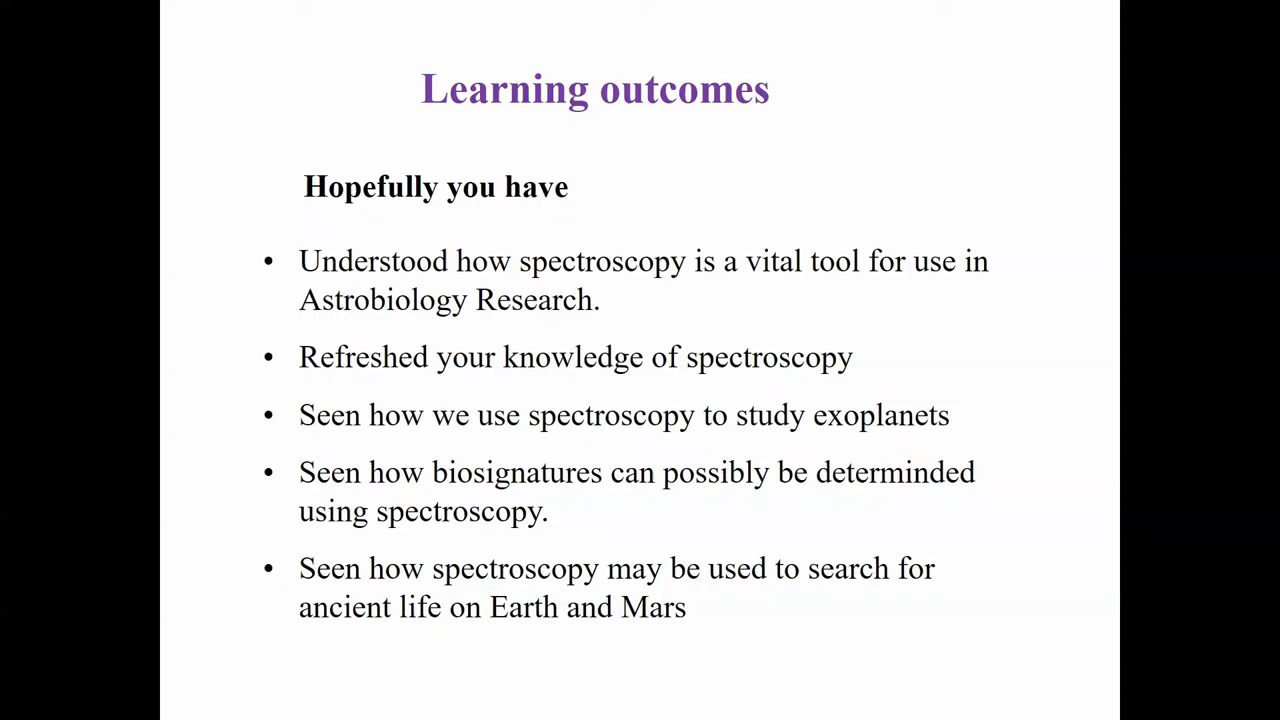 Learning outcomes
Hopefully you have
• Understood how spectroscopy is a vital tool for use in
Astrobiology Research.
• Refreshed your knowledge of spectroscopy
• Seen how we use spectroscopy to study exoplanets
• Seen how biosignatures can possibly be determinded
using spectroscopy.
• Seen how spectroscopy may be used to search for
ancient life on Earth and Mars